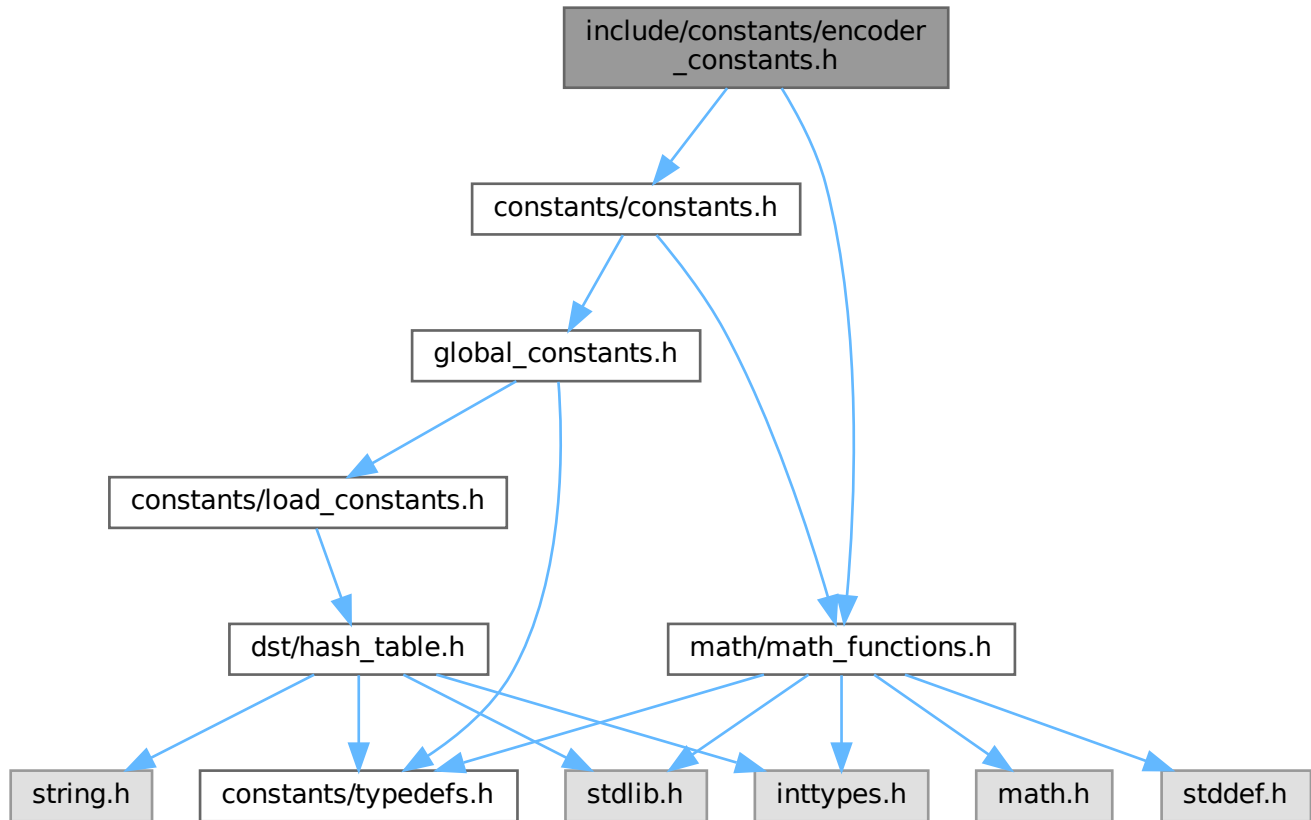 include/constants/encoder
_constants.h
constants/constants.h
global_constants.h
constants/load_constants.h
dst/hash_table.h
math/math_functions.h
string.h
constants/typedefs.h
stdlib.h
inttypes.h
math.h
stddef.h